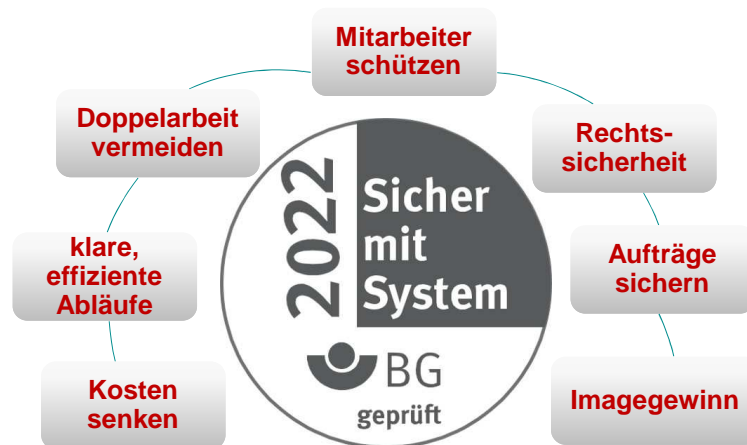 Mitarbeiter
schützen
Doppelarbeit
vermeiden
Rechts-
sicherheit
klare,
effiziente
Abläufe
Aufträge
sichern
Kosten
senken
Imagegewinn
2022
Sicher
mit
System
BG
geprüft